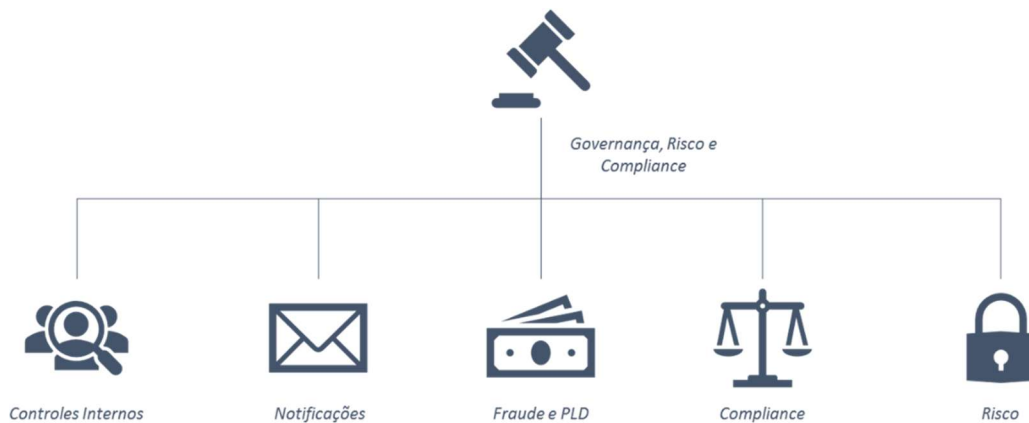 Governança, Risco e
Compliance
Controles Internos
Notificações
Fraude e PLD
Compliance
Risco